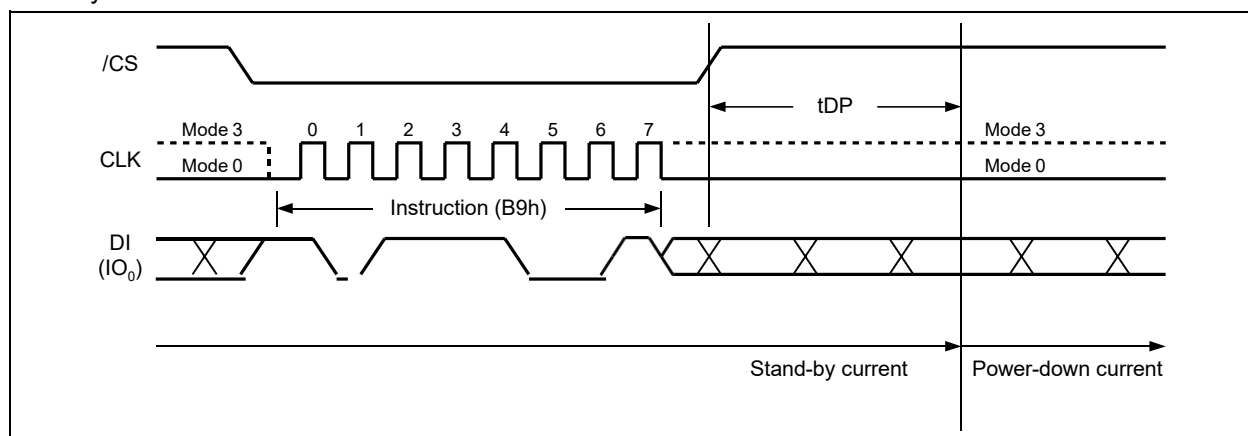 /CS
tDP
Mode 3
0 1 2 3 4 5 6 7
Mode 3
CLK
Mode 0
Mode 0
Instruction (B9h)
DI
(IO₀)
Stand-by current
Power-down current